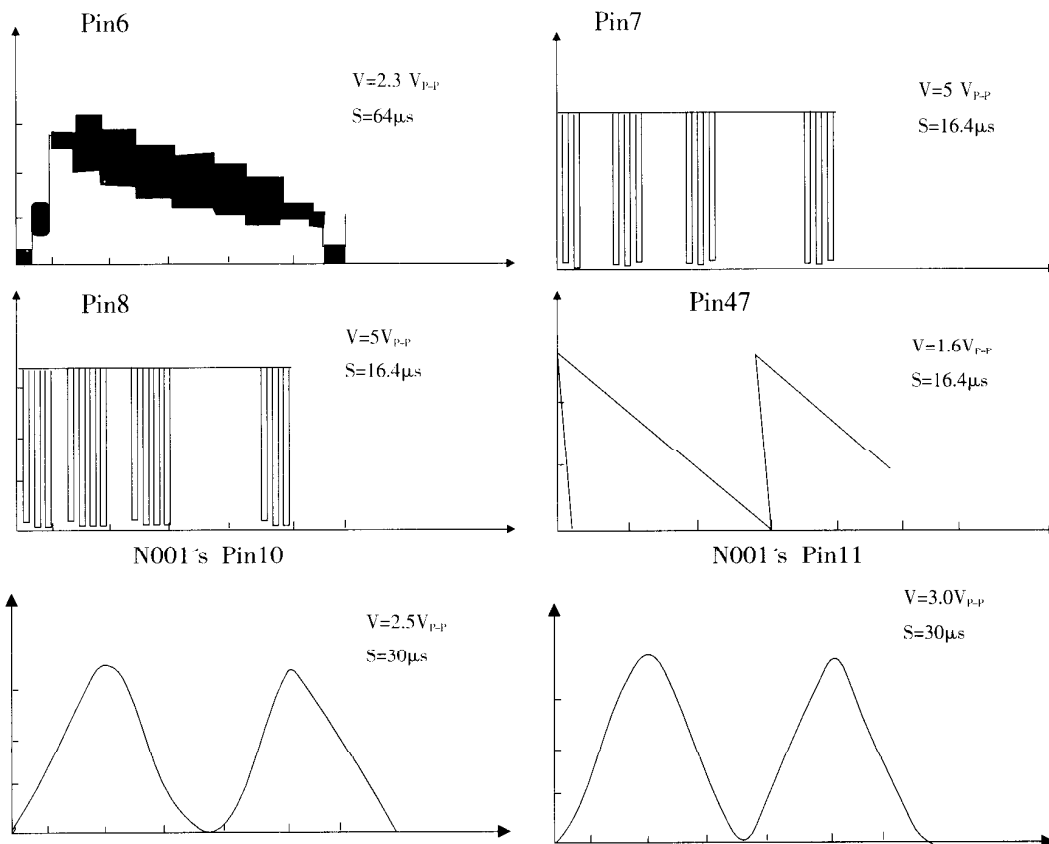 Pin6
V=2.3 VP-P
S=64μs
Pin7
V=5 VP-P
S=16.4μs
Pin8
V=5VP-P
S=16.4μs
Pin47
V=1.6VP-P
S=16.4μs
N001´s Pin10
V=2.5VP-P
S=30μs
N001´s Pin11
V=3.0VP-P
S=30μs